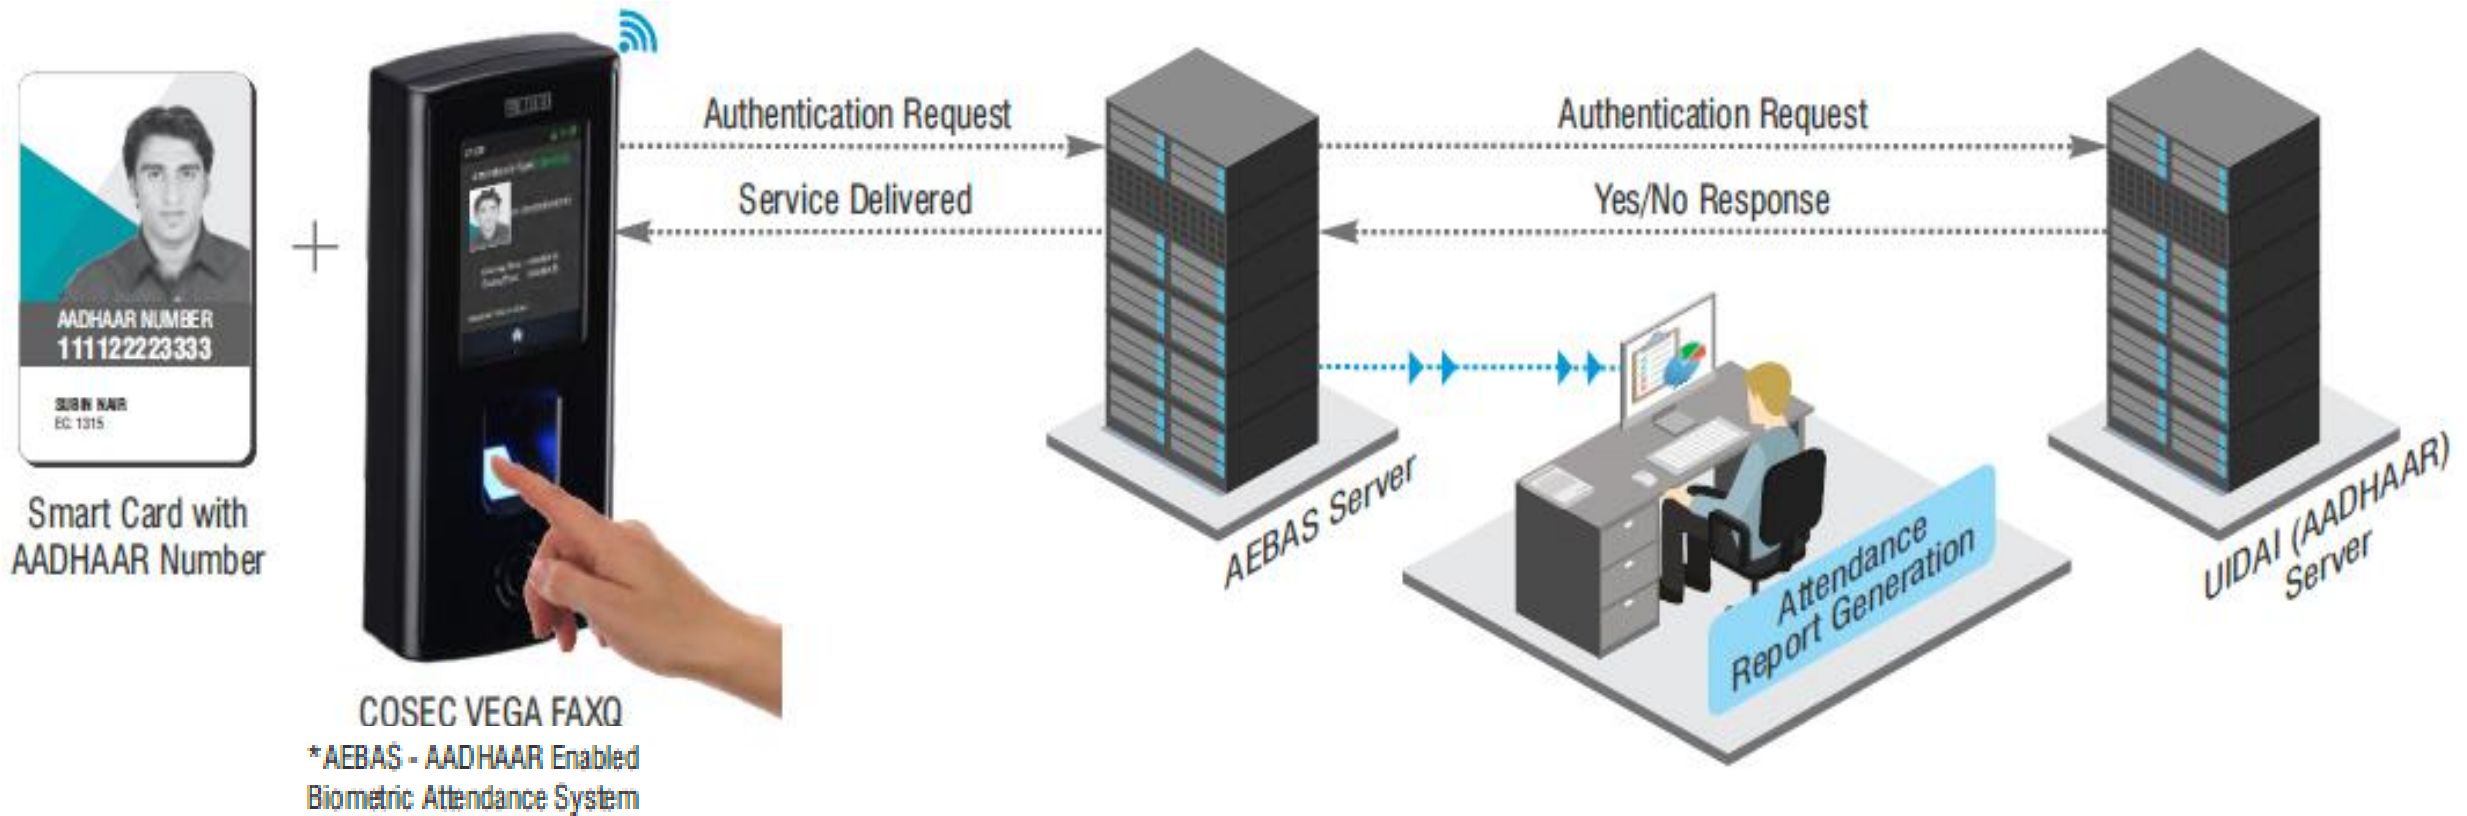 Authentication Request
Authentication Request
Service Delivered
Yes/No Response
AADHAAR NUMBER
111122223333
SUBIN NAIR
EC: 1315
Smart Card with
AADHAAR Number
AEBAS Server
Attendance
Report Generation
UIDAI (AADHAAR)
Server
COSEC VEGA FAXQ
*AEBAS - AADHAAR Enabled
Biometric Attendance System